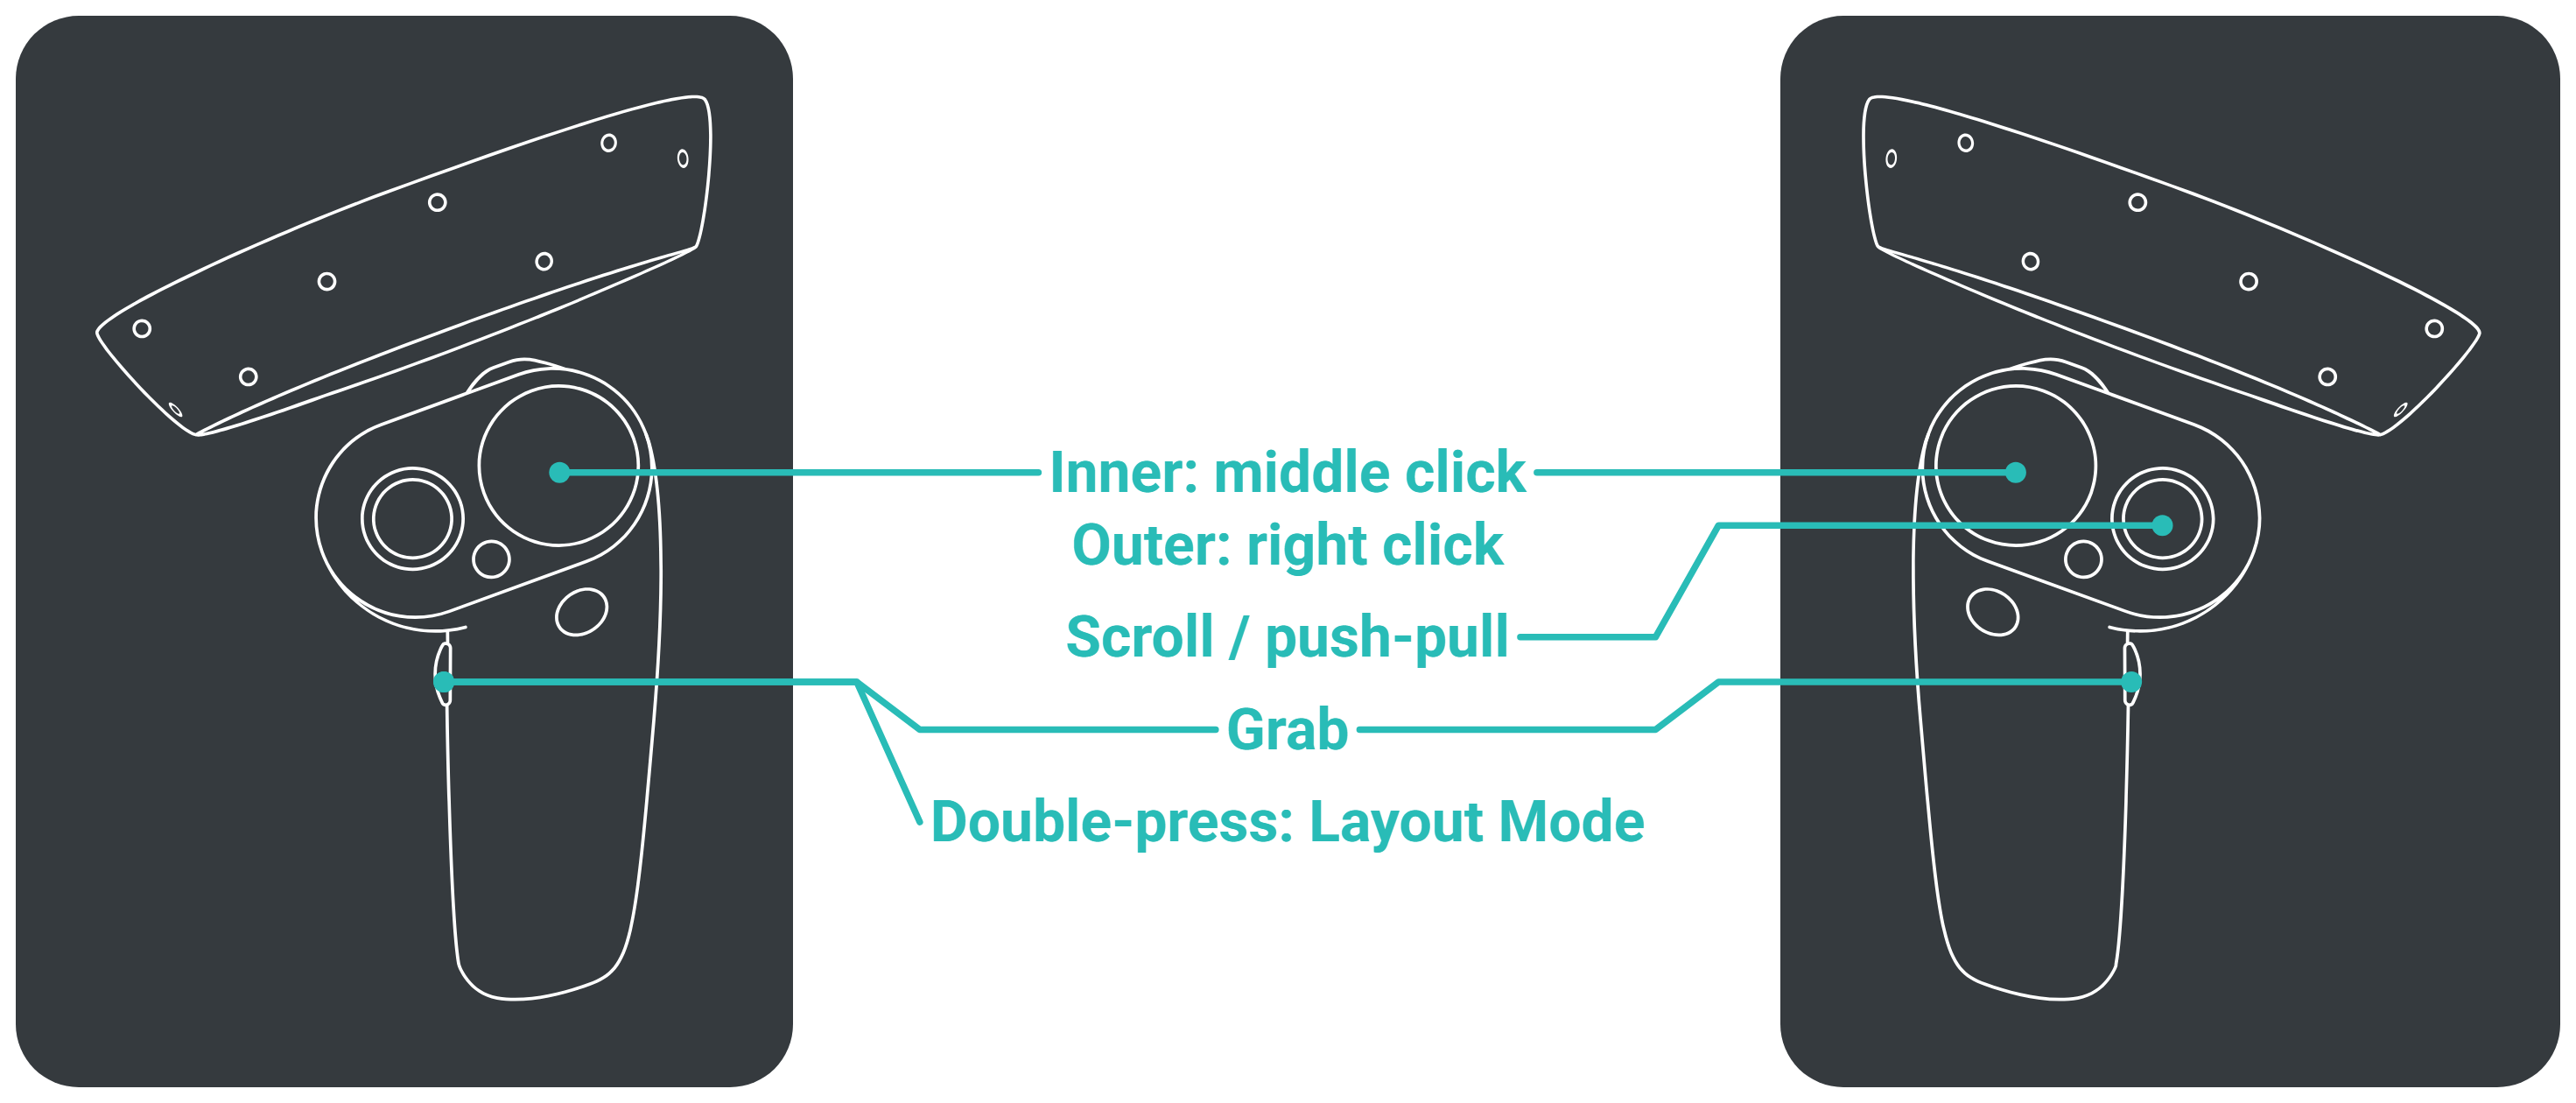 Inner: middle click
Outer: right click
Scroll / push-pull
Grab
Double-press: Layout Mode